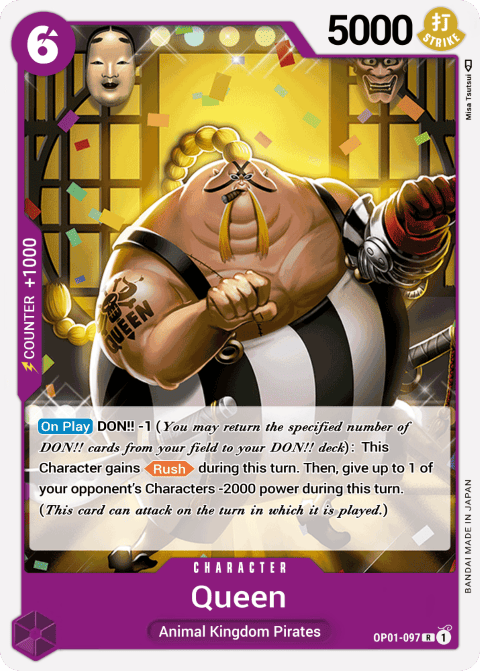 6
5000
打
STRIKE
Misa Tsutsui
COUNTER +1000
QUEEN
On Play DON!! -1 (You may return the specified number of
DON!! cards from your field to your DON!! deck): This
Character gains Rush during this turn. Then, give up to 1 of
your opponent's Characters -2000 power during this turn.
(This card can attack on the turn in which it is played.)
BANDAI MADE IN JAPAN
CHARACTER
Queen
Animal Kingdom Pirates
OP01-097 R 1